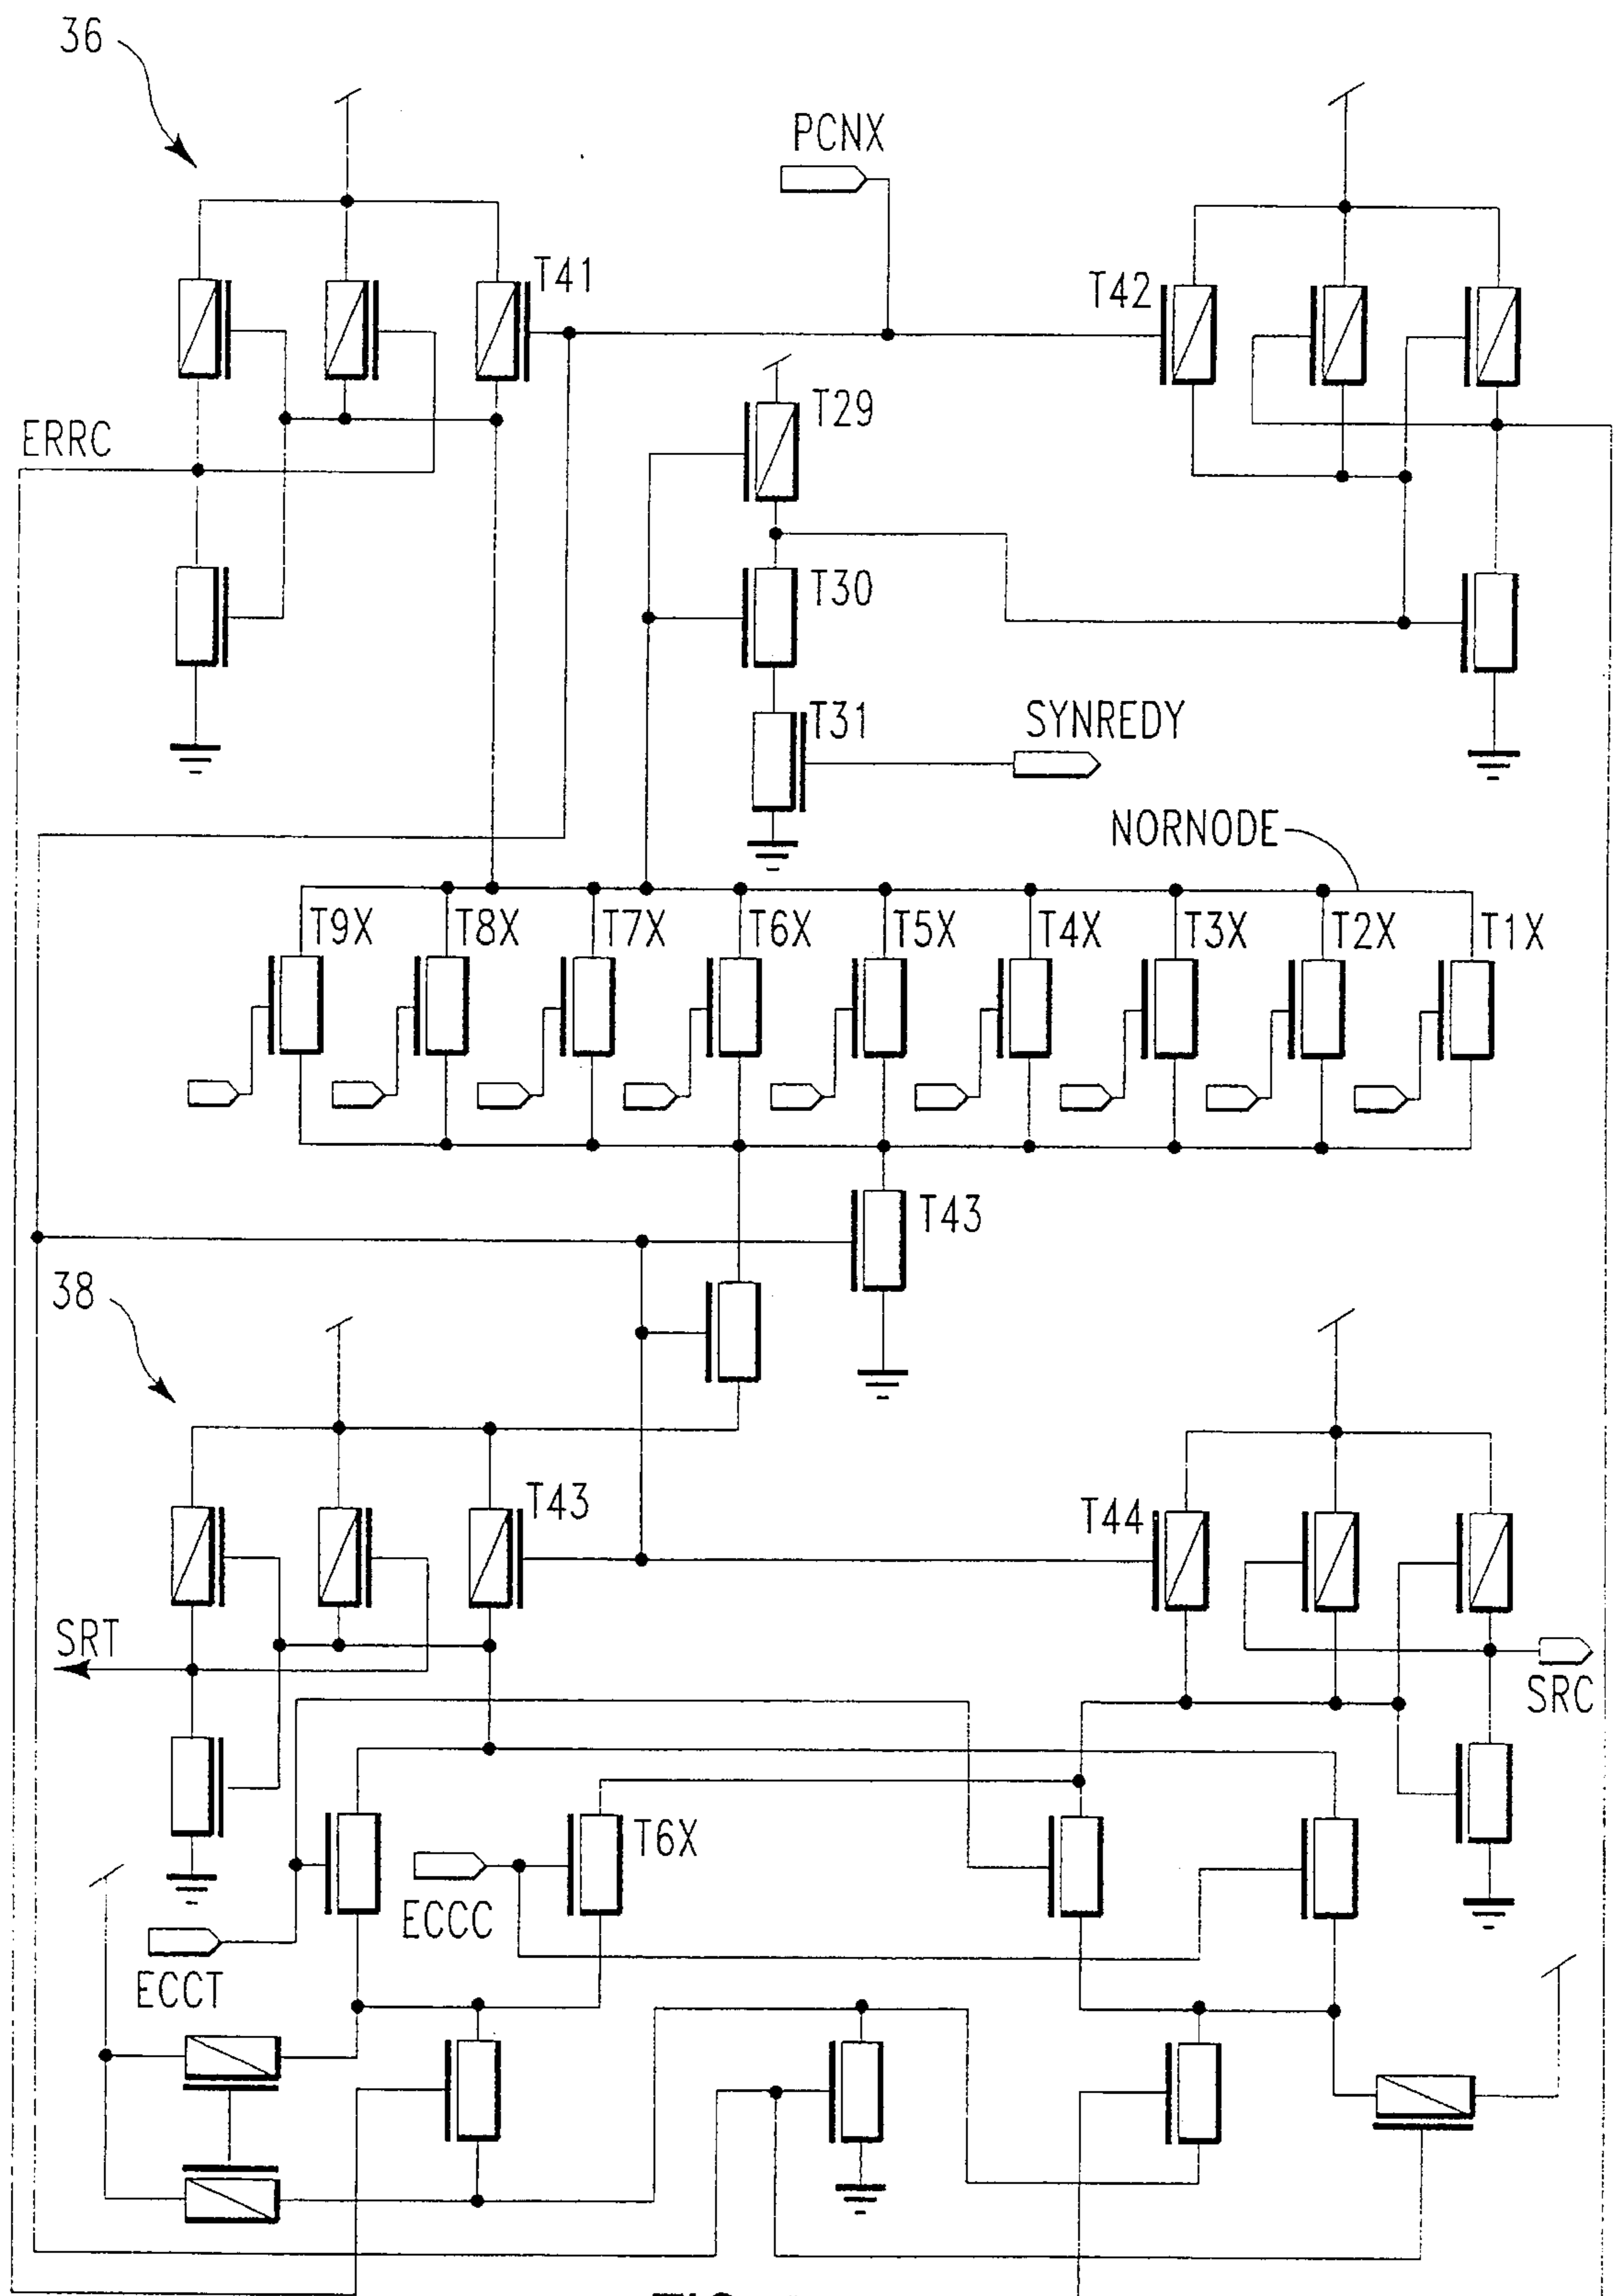 36
PCNX
T41
T42
T29
ERRC
T30
T31
SYNREDY
NORNODE
T9X
T8X
T7X
T6X
T5X
T4X
T3X
T2X
T1X
T43
38
T43
T44
SRT
SRC
T6X
ECCC
ECCT